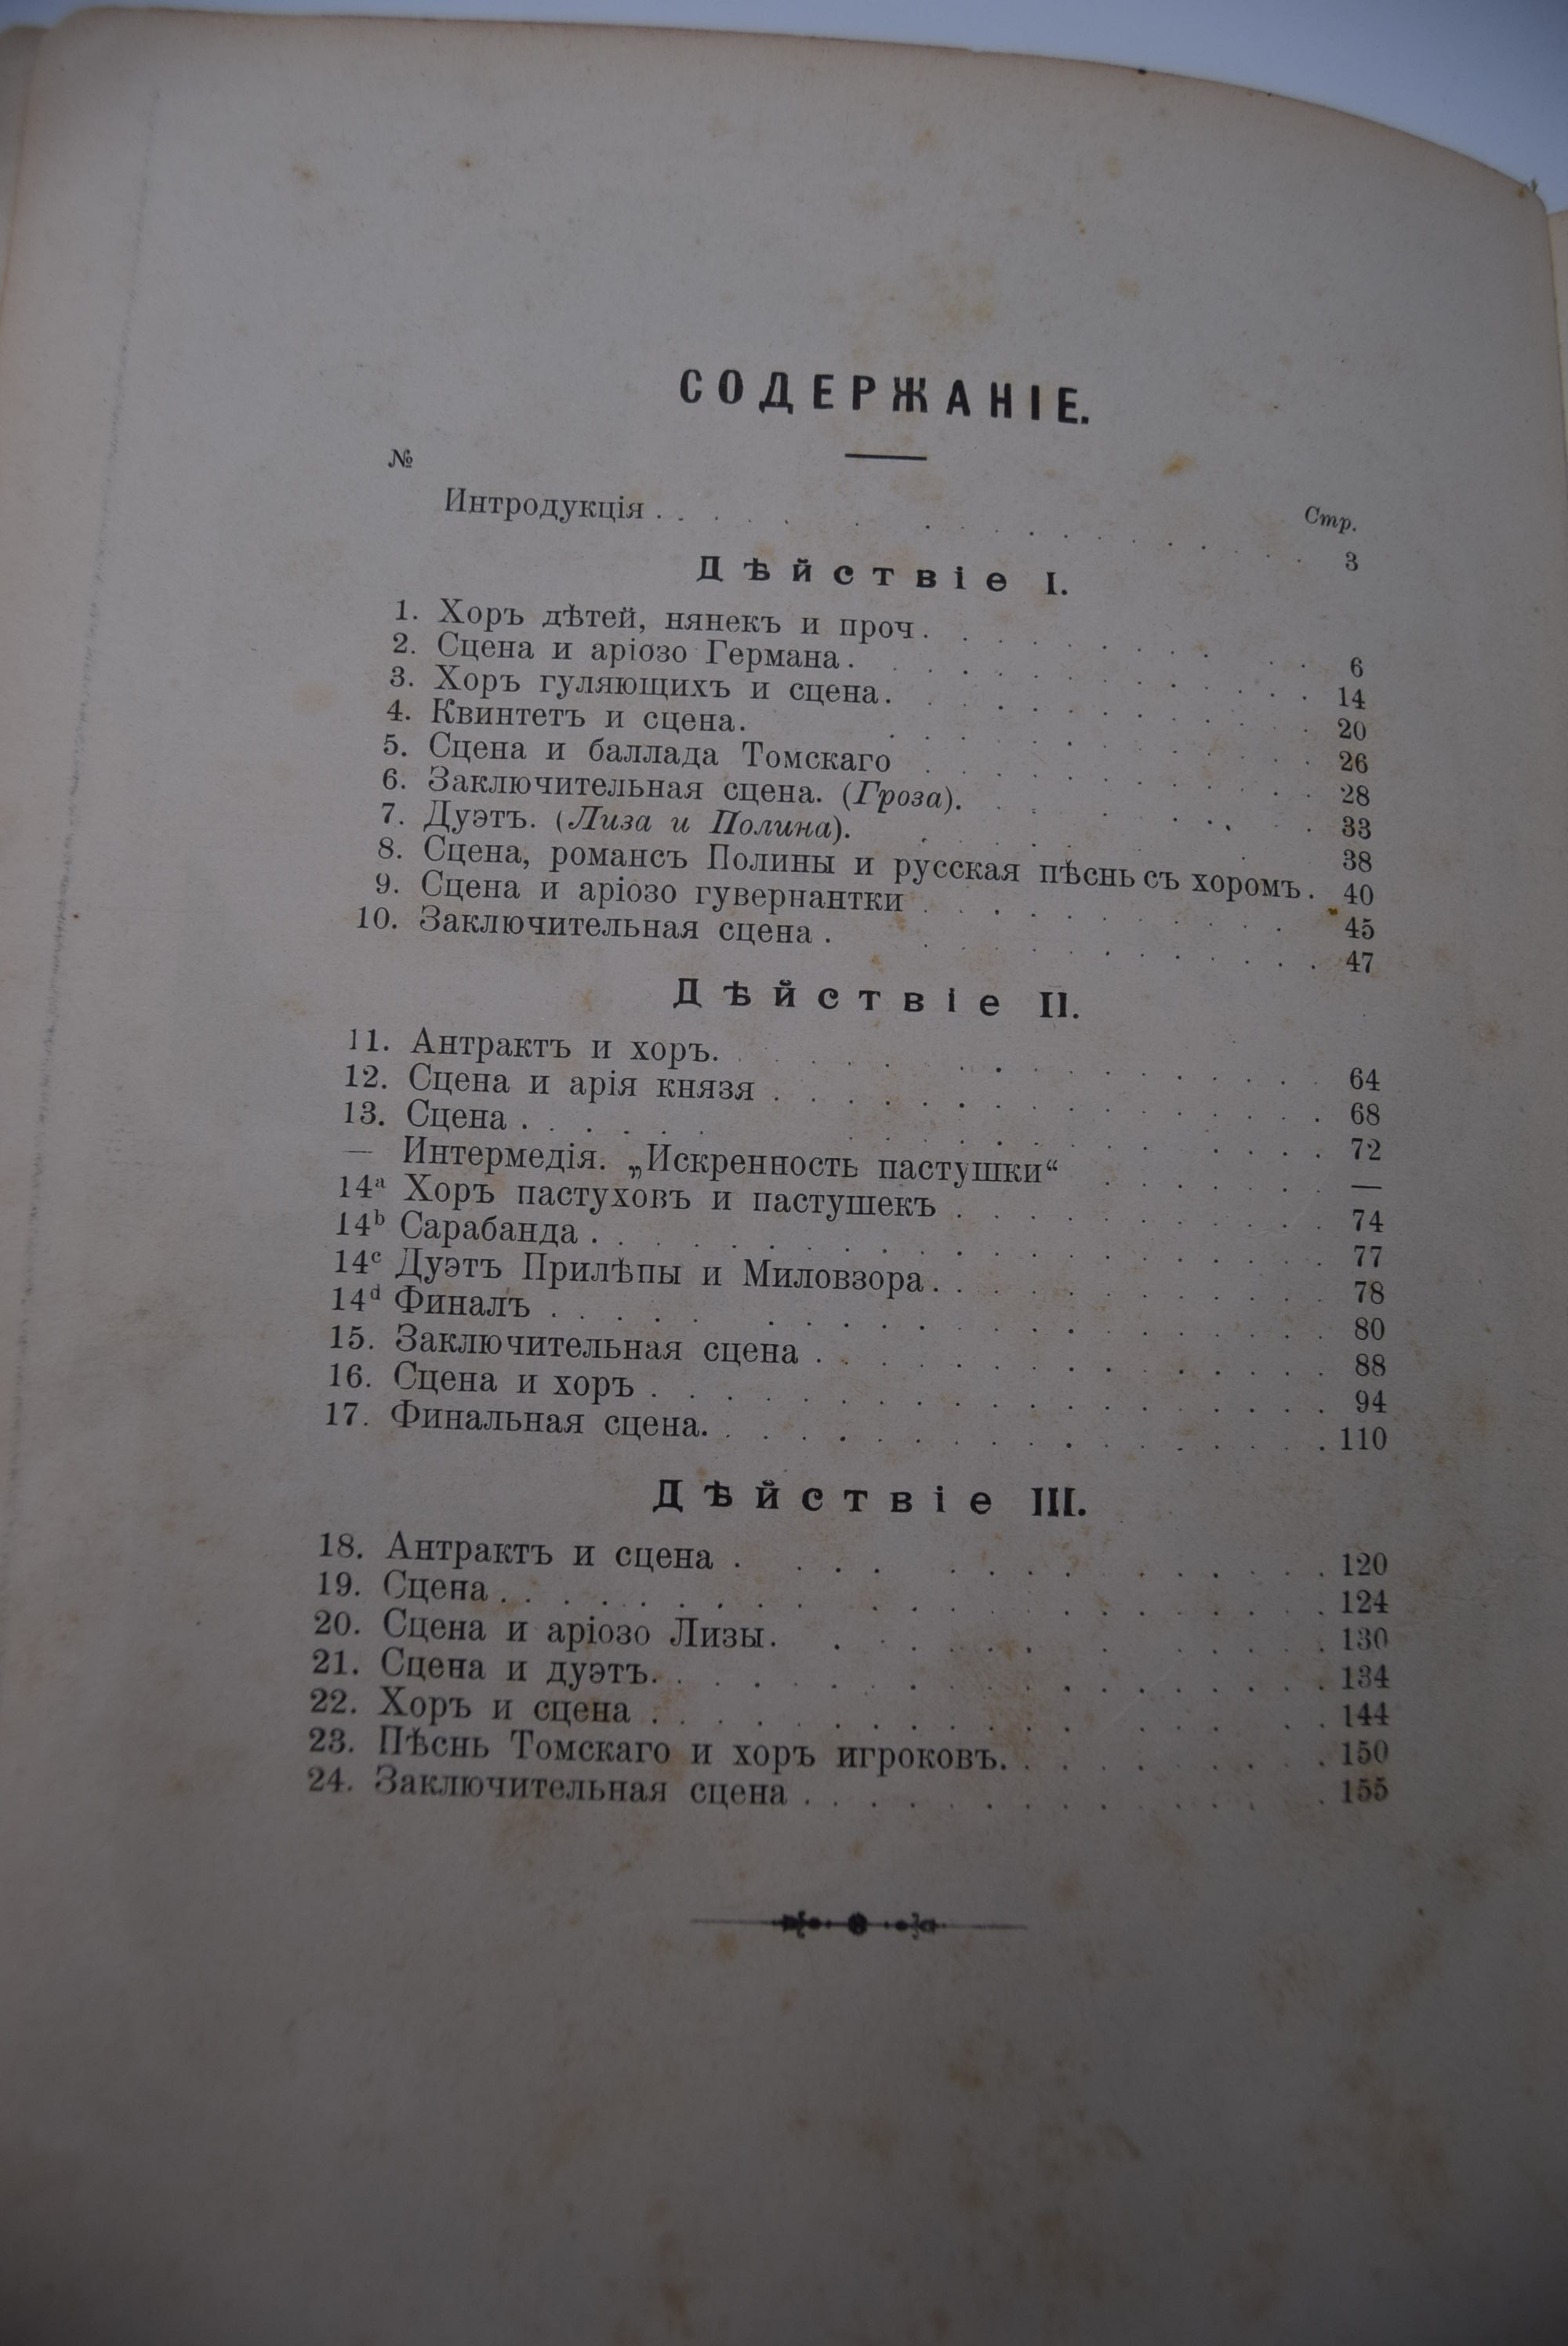 СОДЕРЖАНІЕ.
№
Стр.
Интродукція . . . . . . . . . . . . . . . . 3
Дѣйствіе I.
1. Хоръ дѣтей, нянекъ и проч. . . . . . . . . . 6
2. Сцена и аріозо Германа. . . . . . . . . . . 14
3. Хоръ гуляющихъ и сцена. . . . . . . . . . . 20
4. Квинтетъ и сцена. . . . . . . . . . . . . 26
5. Сцена и баллада Томскаго . . . . . . . . . . 28
6. Заключительная сцена. (Гроза). . . . . . . . . 33
7. Дуэтъ. (Лиза и Полина). . . . . . . . . . . 38
8. Сцена, романсъ Полины и русская пѣснь съ хоромъ. 40
9. Сцена и аріозо гувернантки . . . . . . . . . 45
10. Заключительная сцена . . . . . . . . . . . 47
Дѣйствіе II.
11. Антрактъ и хоръ. . . . . . . . . . . . . . 64
12. Сцена и арія князя . . . . . . . . . . . . . 68
13. Сцена . . . . . . . . . . . . . . . . . . 72
— Интермедія. „Искренность пастушки“ . . . . . . —
14a Хоръ пастуховъ и пастушекъ . . . . . . . . . 74
14b Сарабанда . . . . . . . . . . . . . . . . 77
14c Дуэтъ Прилѣпы и Миловзора. . . . . . . . . . 78
14d Финалъ . . . . . . . . . . . . . . . . . 80
15. Заключительная сцена . . . . . . . . . . . . 88
16. Сцена и хоръ . . . . . . . . . . . . . . . 94
17. Финальная сцена. . . . . . . . . . . . . . 110
Дѣйствіе III.
18. Антрактъ и сцена . . . . . . . . . . . . . 120
19. Сцена . . . . . . . . . . . . . . . . . . 124
20. Сцена и аріозо Лизы. . . . . . . . . . . . 130
21. Сцена и дуэтъ. . . . . . . . . . . . . . . 134
22. Хоръ и сцена . . . . . . . . . . . . . . . 144
23. Пѣснь Томскаго и хоръ игроковъ. . . . . . . . 150
24. Заключительная сцена . . . . . . . . . . . . 155